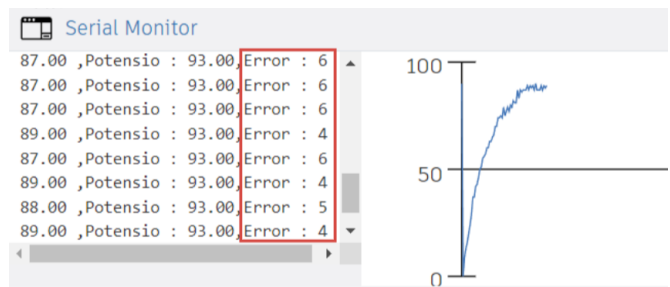 Serial Monitor
87.00 ,Potensio : 93.00,Error : 6
87.00 ,Potensio : 93.00,Error : 6
87.00 ,Potensio : 93.00,Error : 6
89.00 ,Potensio : 93.00,Error : 4
87.00 ,Potensio : 93.00,Error : 6
89.00 ,Potensio : 93.00,Error : 4
88.00 ,Potensio : 93.00,Error : 5
89.00 ,Potensio : 93.00,Error : 4
100
50
0